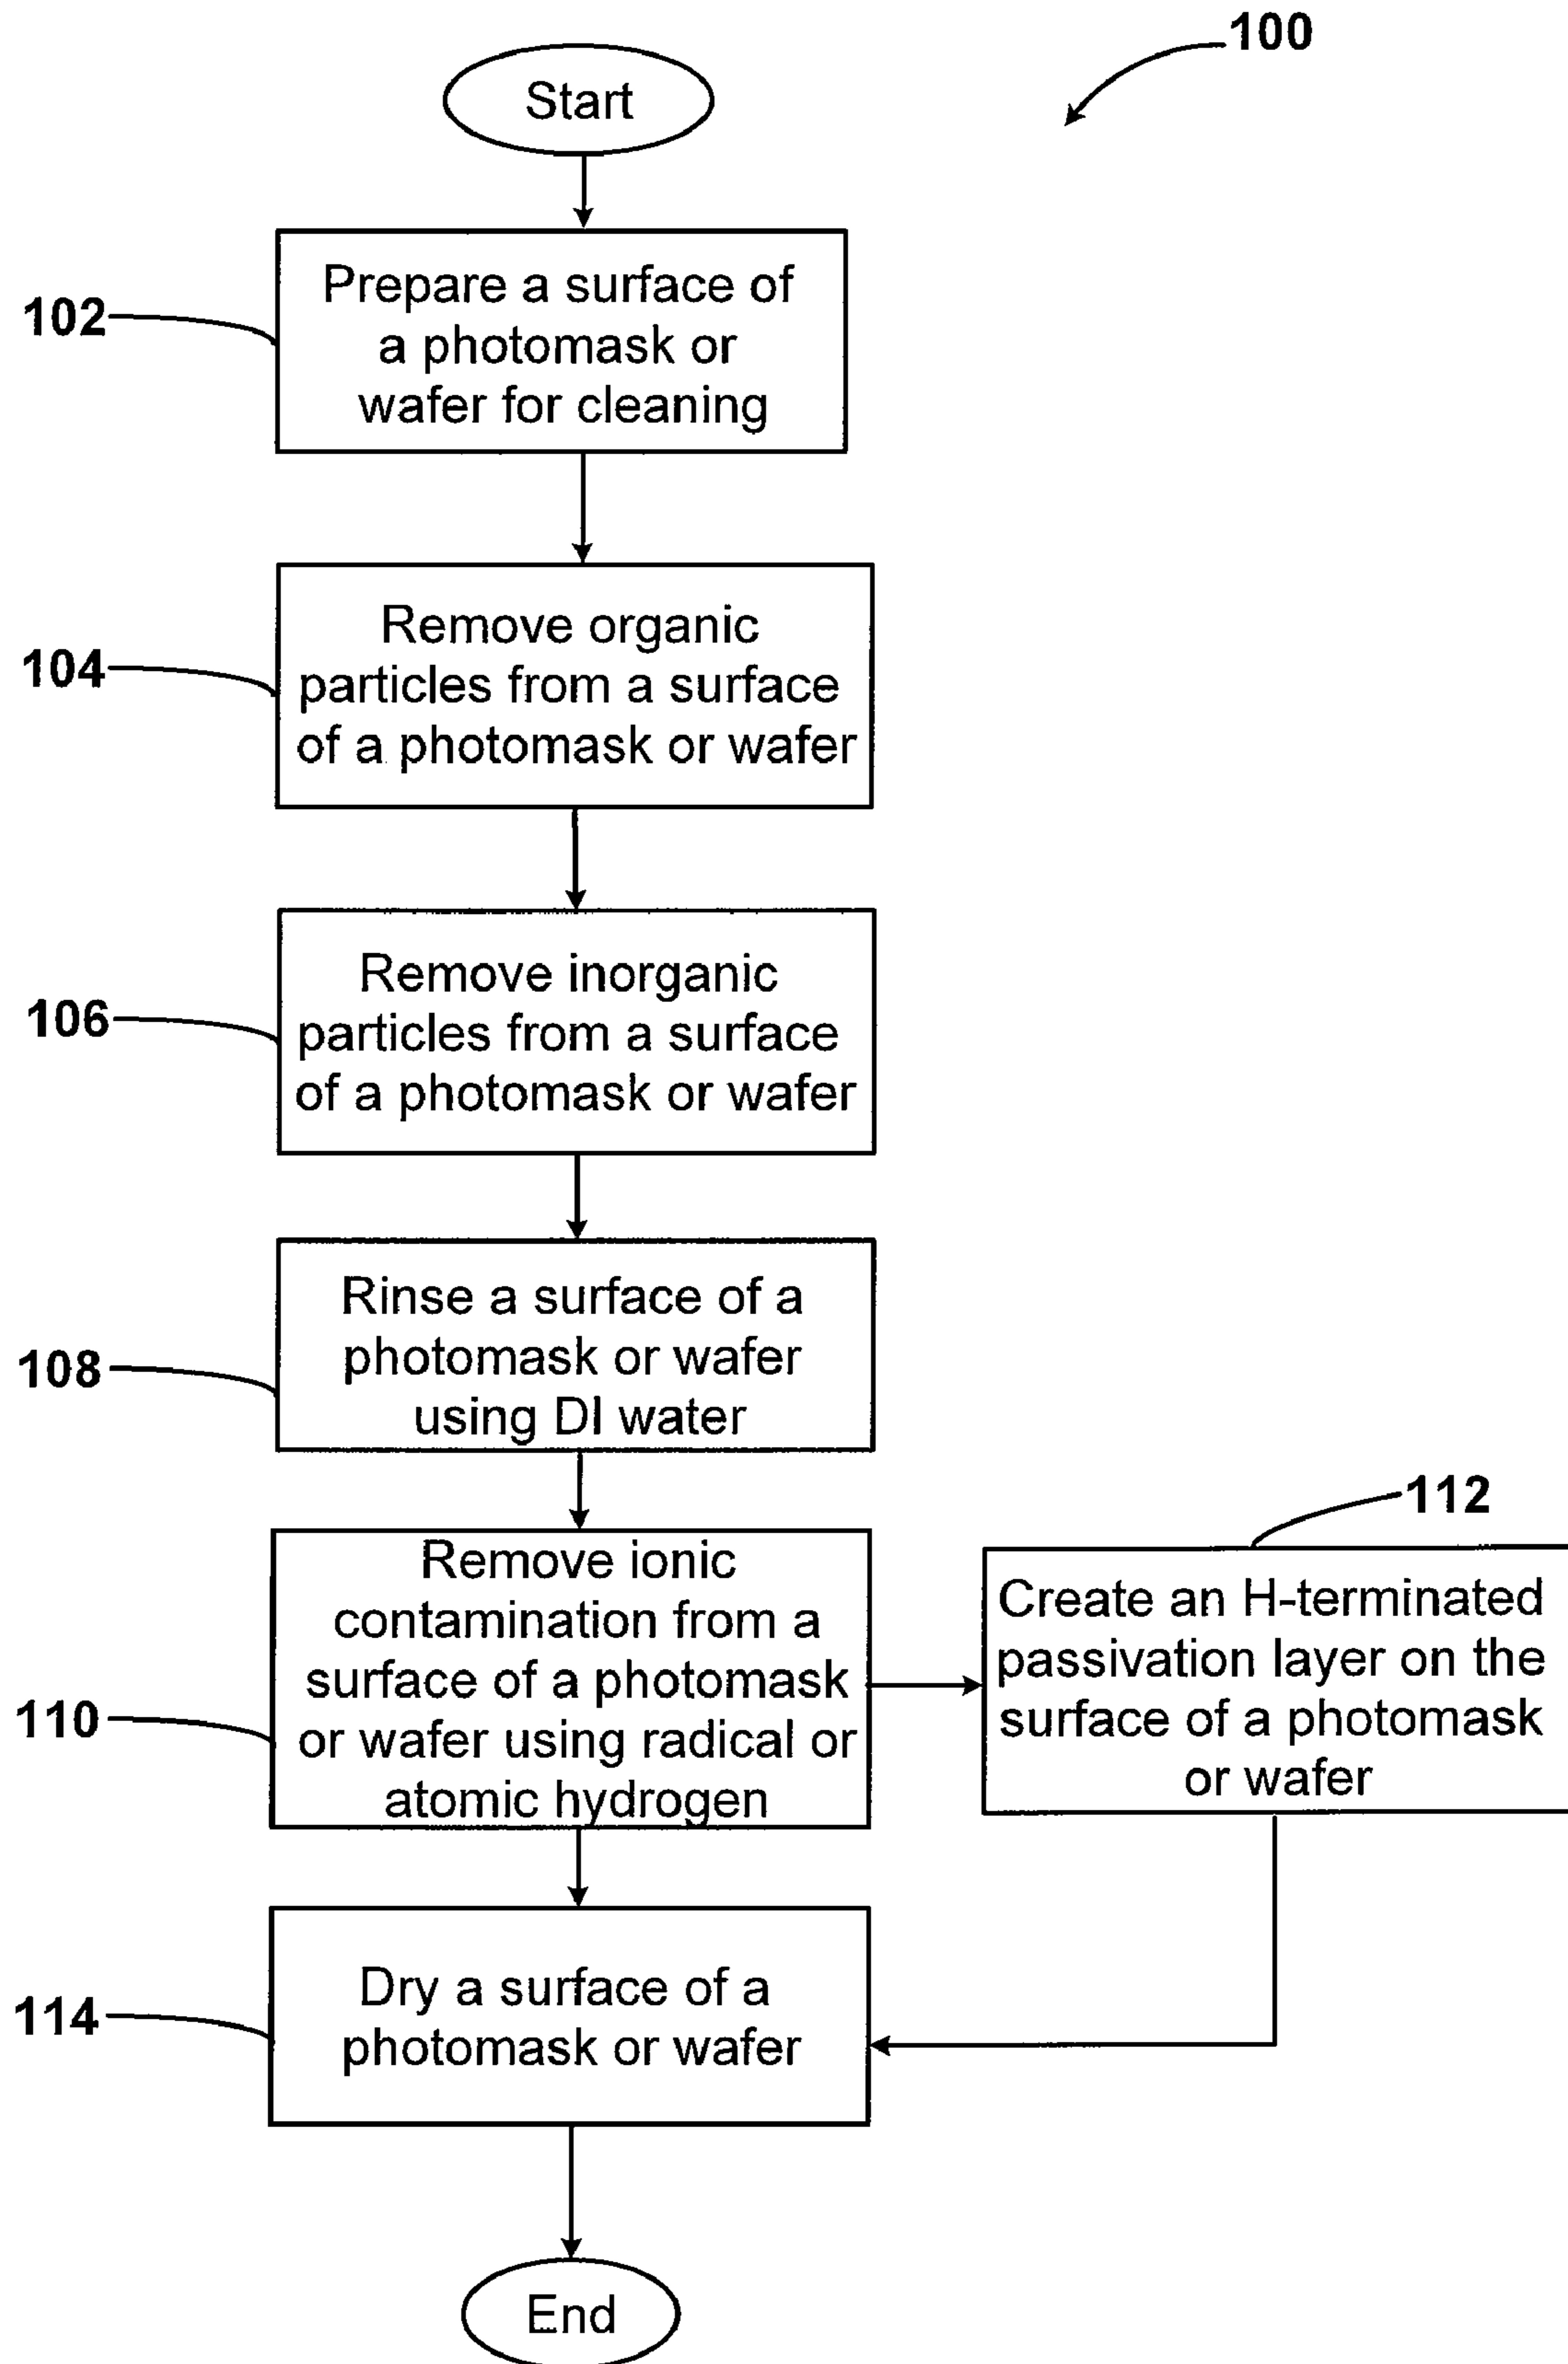 100
Start
102
Prepare a surface of
a photomask or
wafer for cleaning
104
Remove organic
particles from a surface
of a photomask or wafer
106
Remove inorganic
particles from a surface
of a photomask or wafer
108
Rinse a surface of a
photomask or wafer
using DI water
110
Remove ionic
contamination from a
surface of a photomask
or wafer using radical or
atomic hydrogen
112
Create an H-terminated
passivation layer on the
surface of a photomask
or wafer
114
Dry a surface of a
photomask or wafer
End